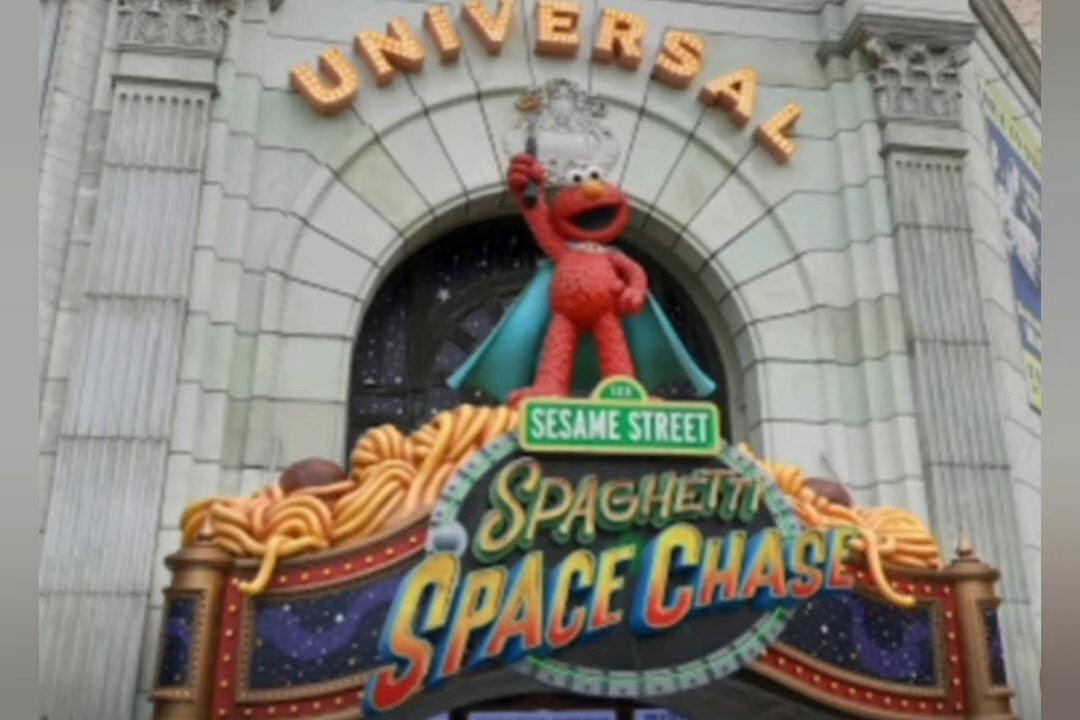 UNIVERSAL
123
SESAME STREET
SPAGHETTI
SPACE CHASE